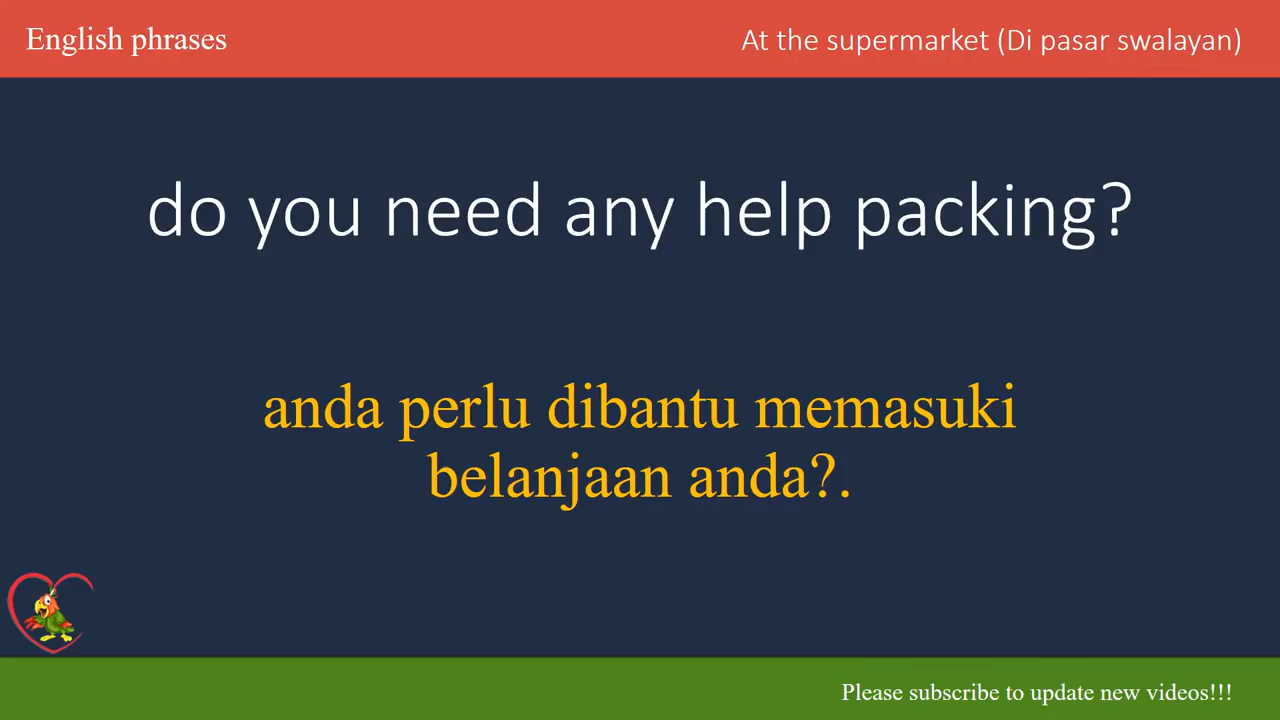 English phrases
At the supermarket (Di pasar swalayan)
do you need any help packing?
anda perlu dibantu memasuki
belanjaan anda?.
Please subscribe to update new videos!!!